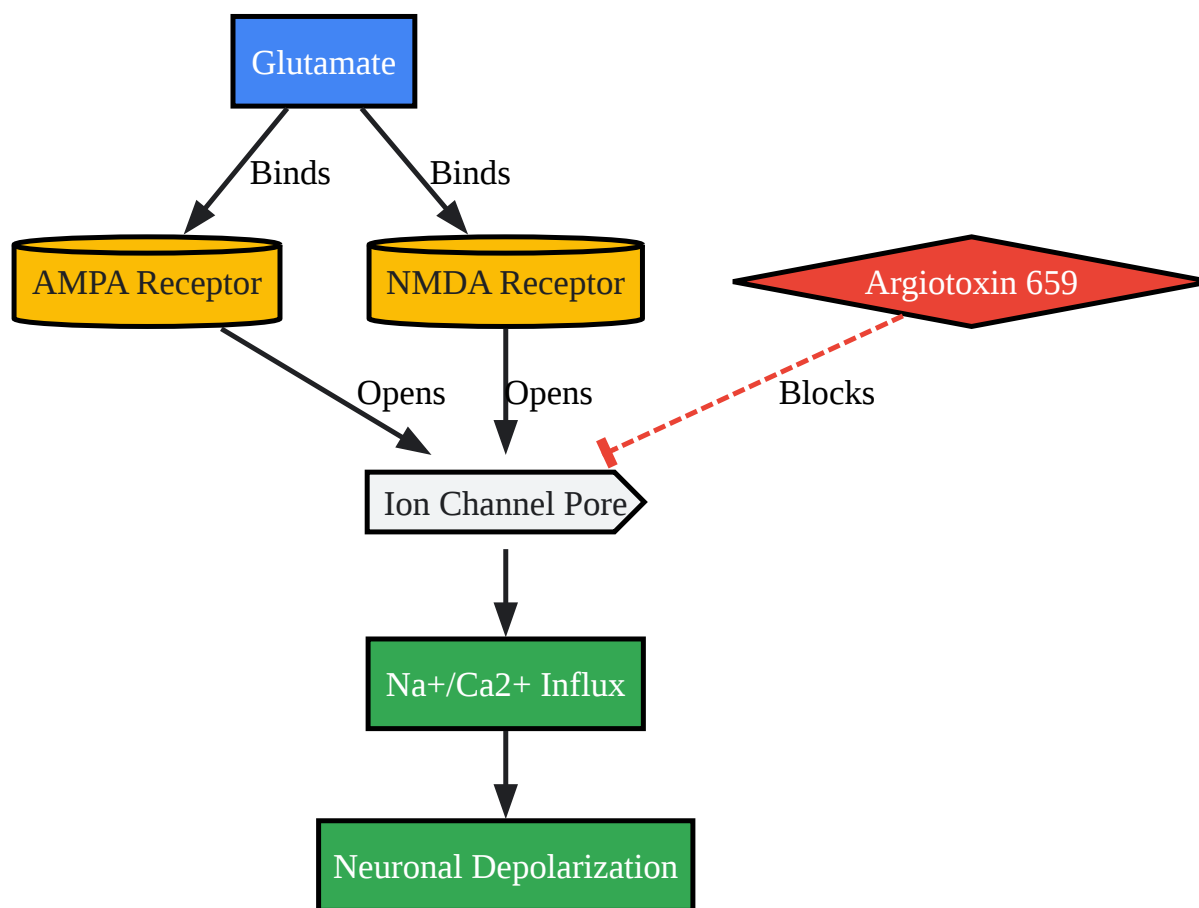 Glutamate
Binds
Binds
AMPA Receptor
NMDA Receptor
Argiotoxin 659
Opens
Opens
Blocks
Ion Channel Pore
Na+/Ca2+ Influx
Neuronal Depolarization